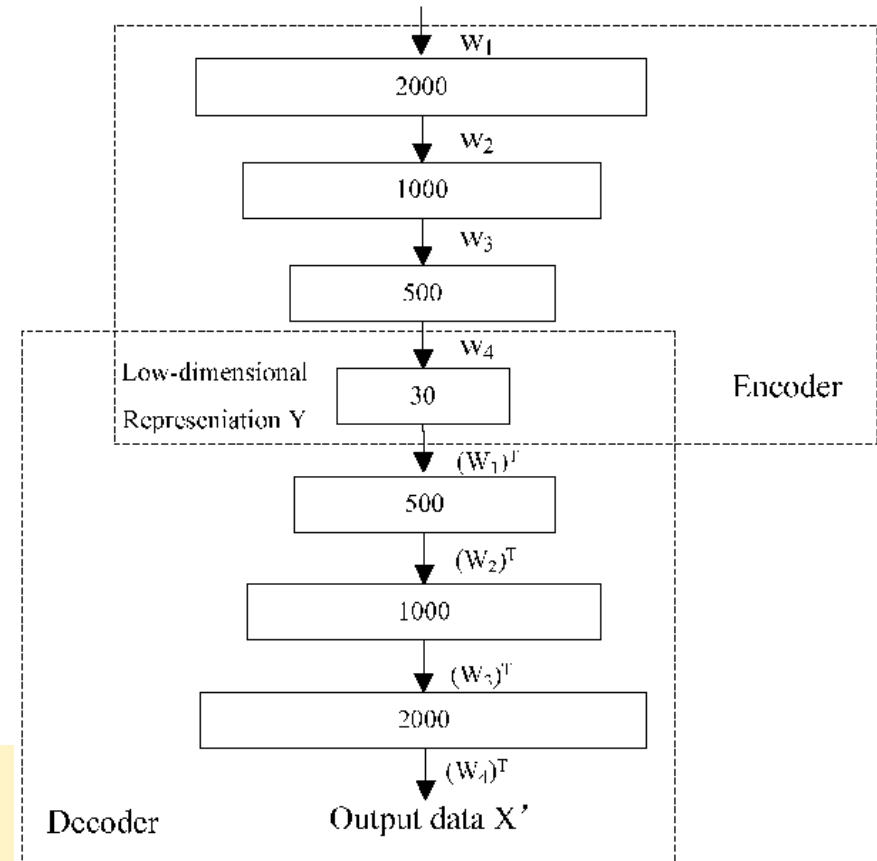 W1
2000
W2
1000
W3
500
W4
Low-dimensional
30
Encoder
Represeniation Y
(W1)T
500
(W2)T
1000
(W3)T
2000
(W4)T
Output data X’
Decoder